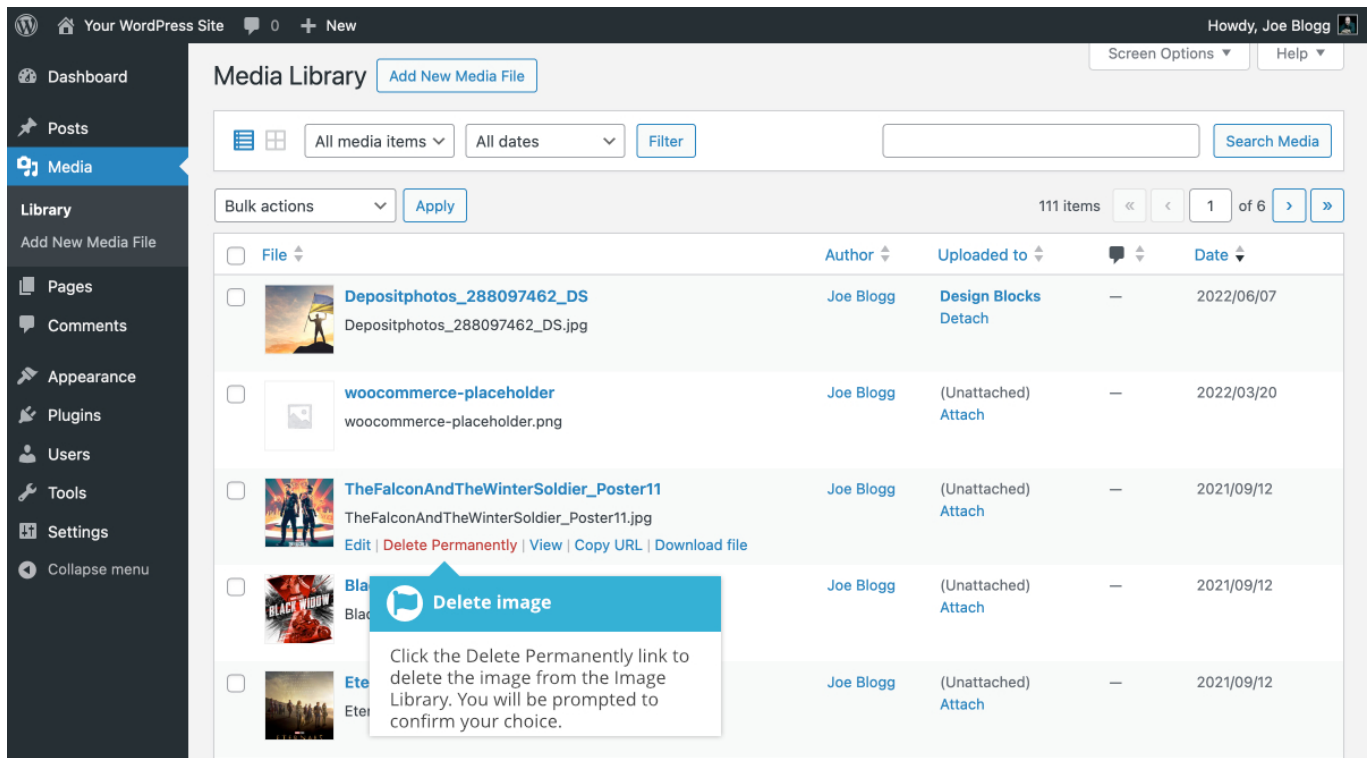 Your WordPress Site 0 New Howdy, Joe Blogg
Screen Options Help
Dashboard
Posts
Media
Library
Add New Media File
Pages
Comments
Appearance
Plugins
Users
Tools
Settings
Collapse menu
Media Library Add New Media File
All media items All dates Filter Search Media
Bulk actions Apply 111 items « ‹ 1 of 6 › »
File Author Uploaded to Date
Depositphotos_288097462_DS Joe Blogg Design Blocks — 2022/06/07
Depositphotos_288097462_DS.jpg Detach
woocommerce-placeholder Joe Blogg (Unattached) — 2022/03/20
woocommerce-placeholder.png Attach
TheFalconAndTheWinterSoldier_Poster11 Joe Blogg (Unattached) — 2021/09/12
TheFalconAndTheWinterSoldier_Poster11.jpg Attach
Edit | Delete Permanently | View | Copy URL | Download file
BLACK WIDOW
Bla Joe Blogg (Unattached) — 2021/09/12
Blac Attach
Delete image
Click the Delete Permanently link to
delete the image from the Image
Library. You will be prompted to
confirm your choice.
Ete Joe Blogg (Unattached) — 2021/09/12
Eter Attach
ETERNALS